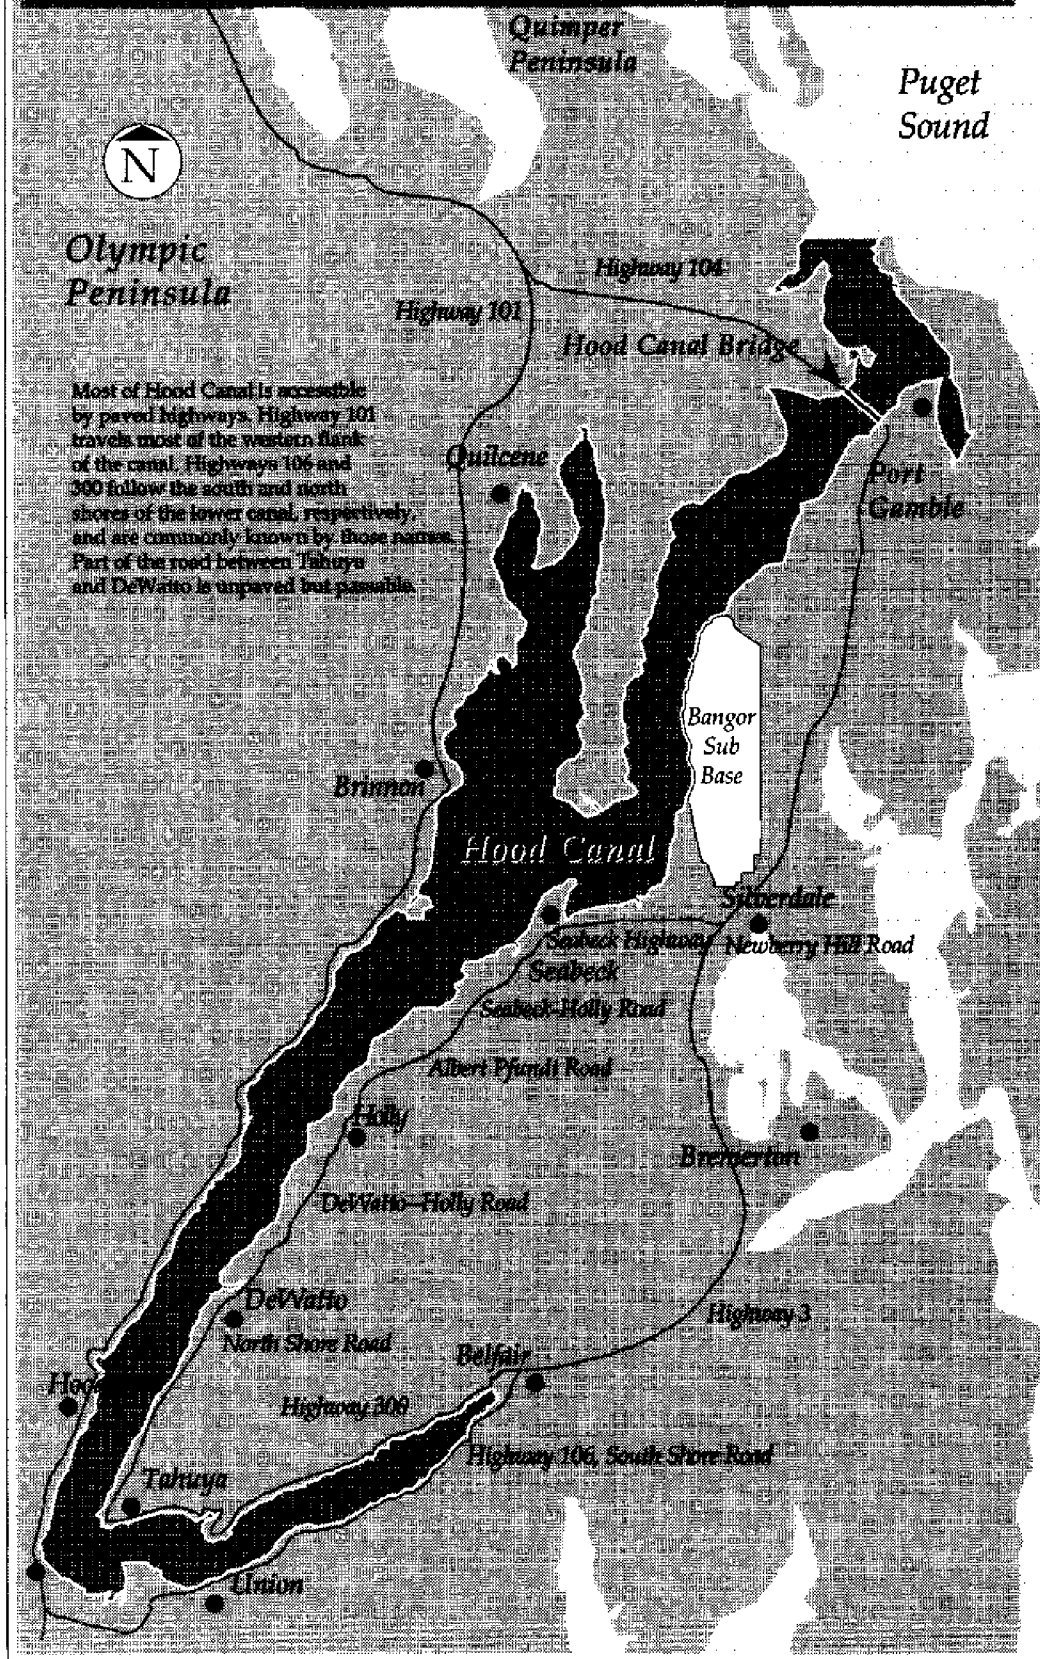 Quimper
Peninsula
Puget
Sound
N
Olympic
Peninsula
Highway 104
Highway 101
Hood Canal Bridge
Most of Hood Canal is accessible
by paved highways. Highway 101
travels most of the western flank
of the canal. Highways 106 and
300 follow the south and north
shores of the lower canal, respectively,
and are commonly known by those names.
Part of the road between Tahuya
and DeWatto is unpaved but passable.
Quilcene
Port
Gamble
Bangor
Sub
Base
Brinnon
Hood Canal
Silverdale
Seabeck Highway
Newberry Hill Road
Seabeck
Seabeck-Holly Road
Albert Pfundt Road
Holly
Bremerton
DeWatto–Holly Road
DeWatto
North Shore Road
Highway 3
Belfair
Highway 300
Highway 106, South Shore Road
Tahuya
Union